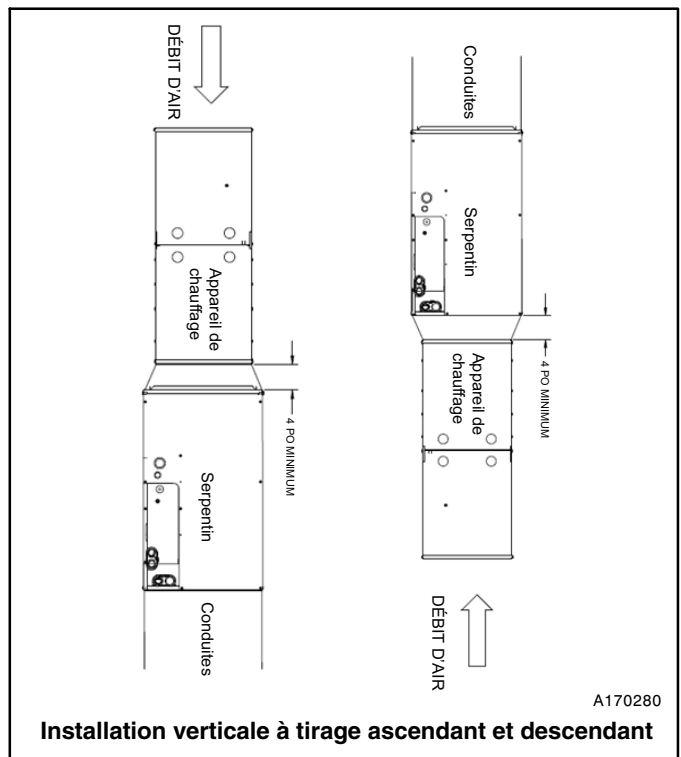 DÉBIT D'AIR
Appareil de
chauffage
4 PO MINIMUM
Serpentin
Conduites
Conduites
Serpentin
4 PO MINIMUM
Appareil de
chauffage
DÉBIT D'AIR
A170280
Installation verticale à tirage ascendant et descendant